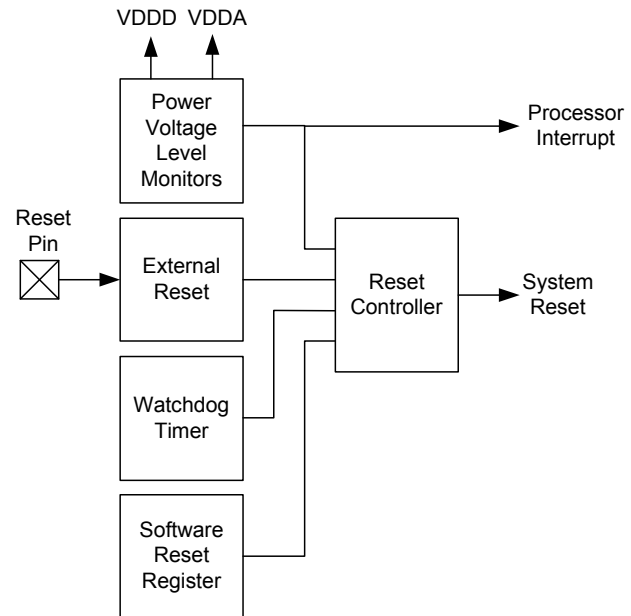 VDDD VDDA
Power
Voltage
Level
Monitors
Processor
Interrupt
Reset
Pin
External
Reset
Reset
Controller
System
Reset
Watchdog
Timer
Software
Reset
Register